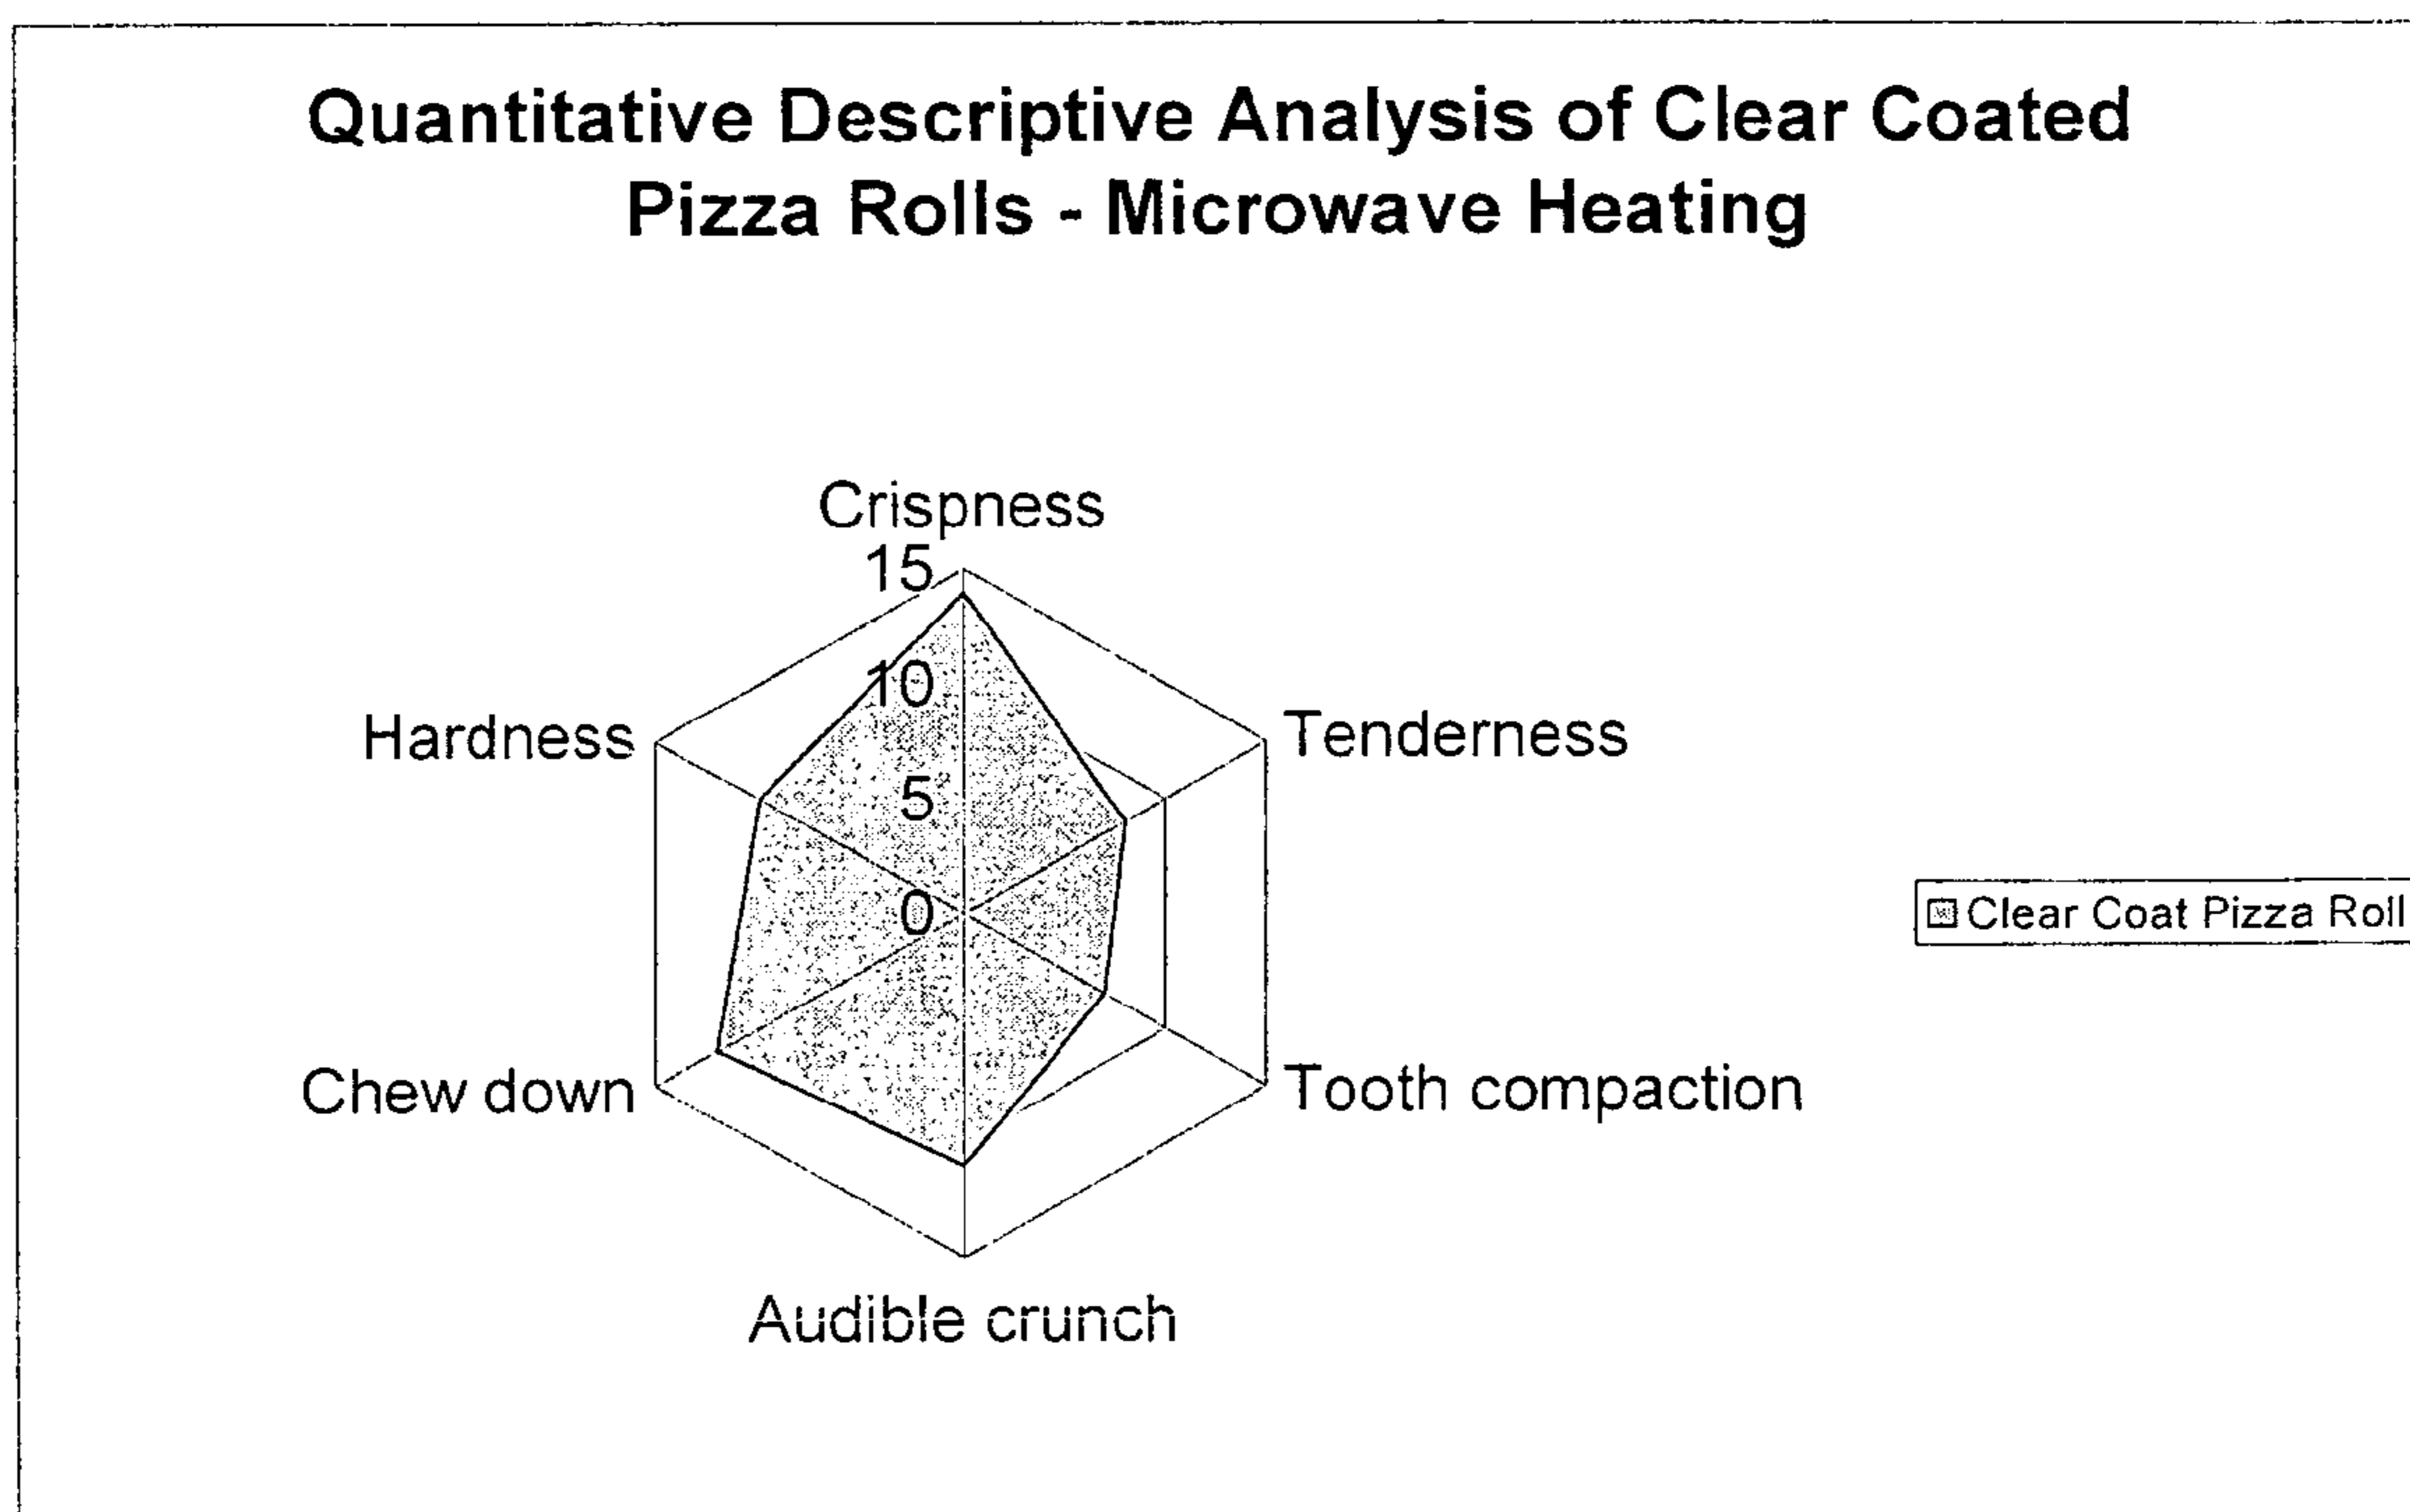 Quantitative Descriptive Analysis of Clear Coated
Pizza Rolls - Microwave Heating
Crispness
15
10
5
0
Hardness
Tenderness
Clear Coat Pizza Roll
Chew down
Tooth compaction
Audible crunch